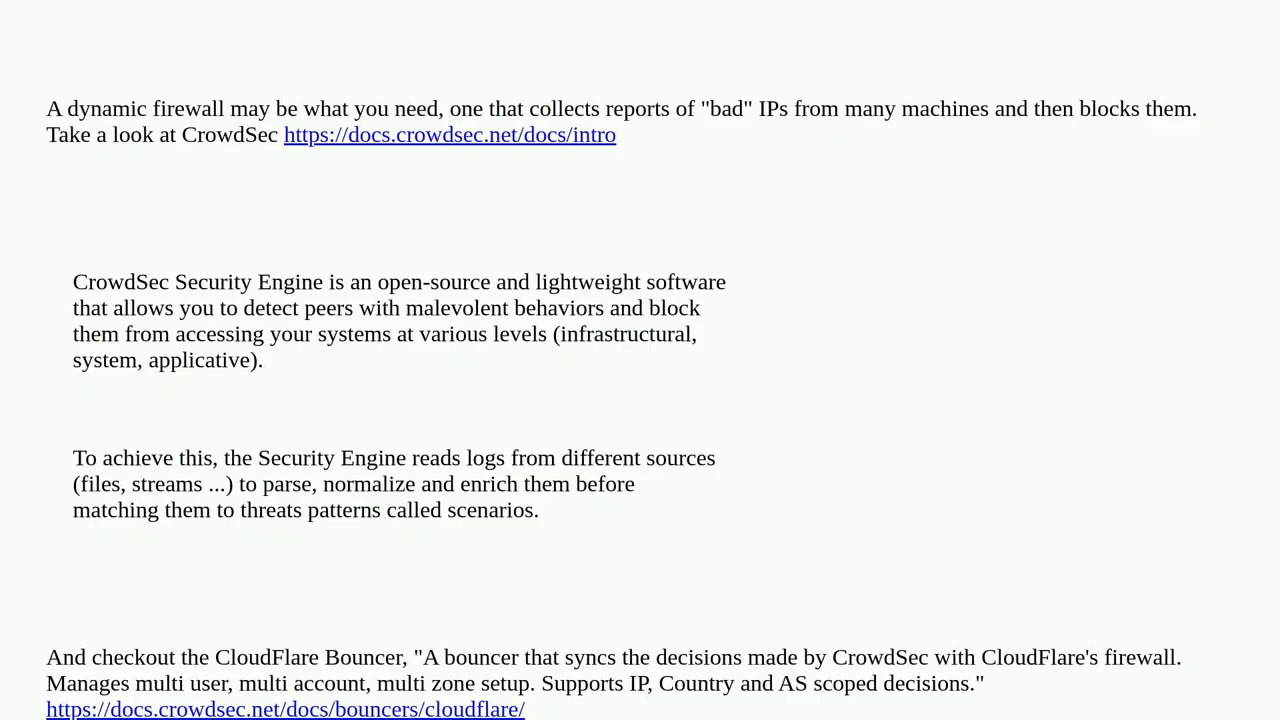 A dynamic firewall may be what you need, one that collects reports of "bad" IPs from many machines and then blocks them.
Take a look at CrowdSec https://docs.crowdsec.net/docs/intro
CrowdSec Security Engine is an open-source and lightweight software
that allows you to detect peers with malevolent behaviors and block
them from accessing your systems at various levels (infrastructural,
system, applicative).
To achieve this, the Security Engine reads logs from different sources
(files, streams ...) to parse, normalize and enrich them before
matching them to threats patterns called scenarios.
And checkout the CloudFlare Bouncer, "A bouncer that syncs the decisions made by CrowdSec with CloudFlare's firewall.
Manages multi user, multi account, multi zone setup. Supports IP, Country and AS scoped decisions."
https://docs.crowdsec.net/docs/bouncers/cloudflare/